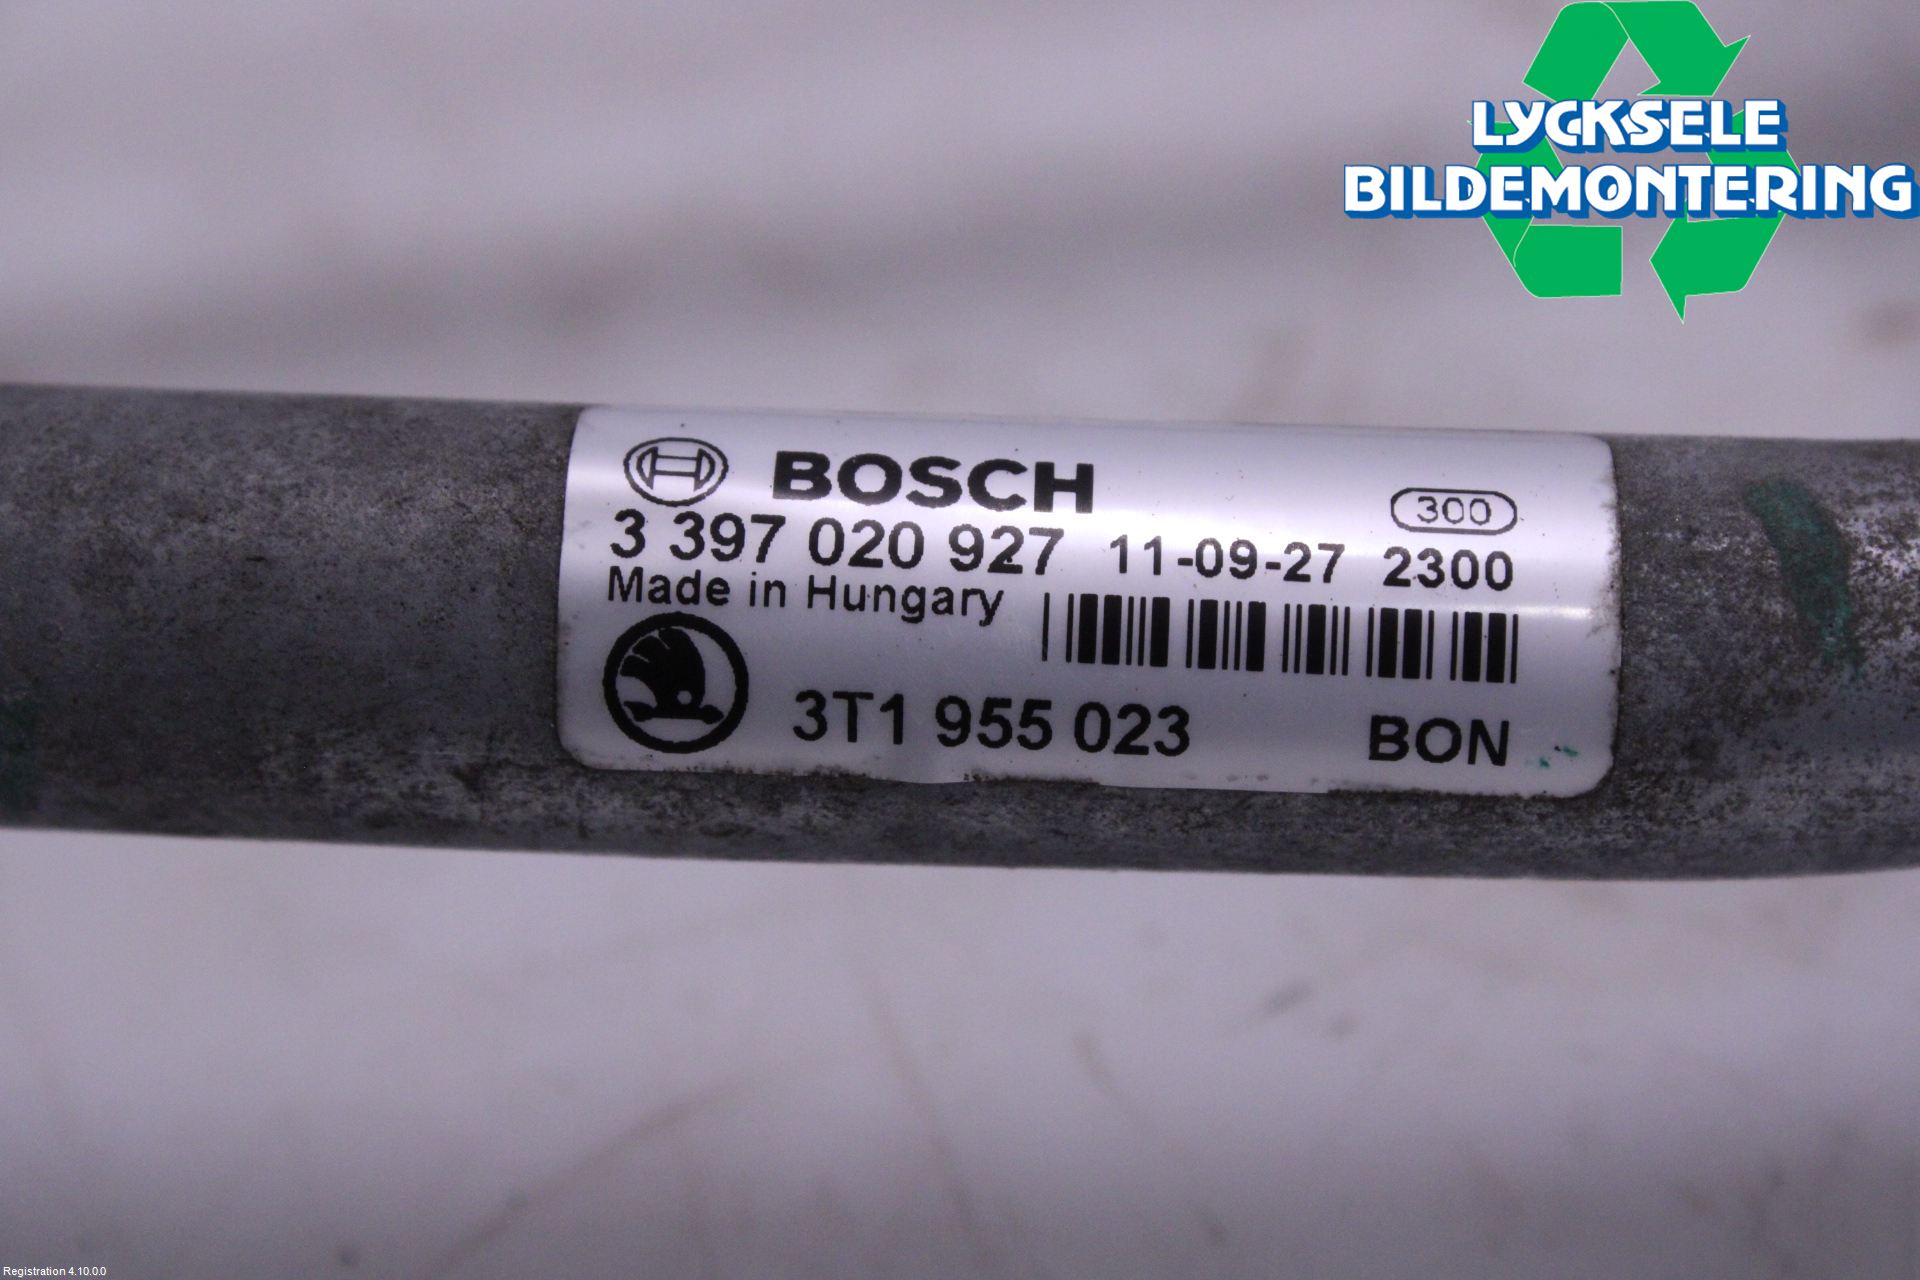 LYCKSELE
BILDEMONTERING
BOSCH
300
3 397 020 927 11-09-27 2300
Made in Hungary
3T1 955 023 BON
Registration 4.10.0.0